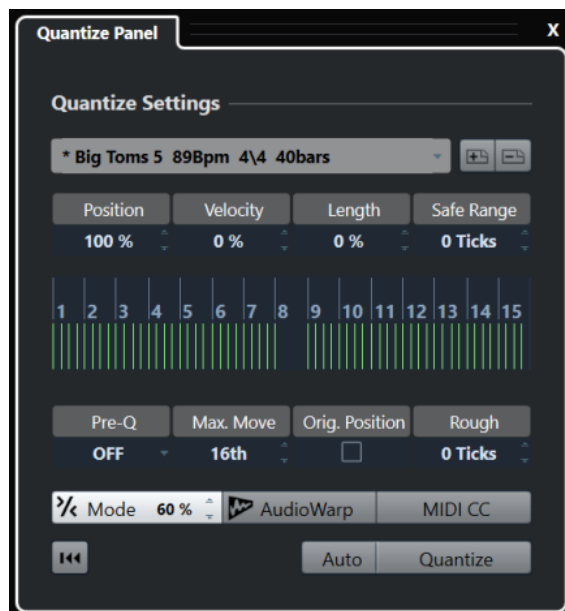 Quantize Panel X
Quantize Settings
* Big Toms 5 89Bpm 4\4 40bars
Position Velocity Length Safe Range
100 % 0 % 0 % 0 Ticks
1 2 3 4 5 6 7 8 9 10 11 12 13 14 15
Pre-Q Max. Move Orig. Position Rough
OFF 16th 0 Ticks
Mode 60 % AudioWarp MIDI CC
Auto Quantize